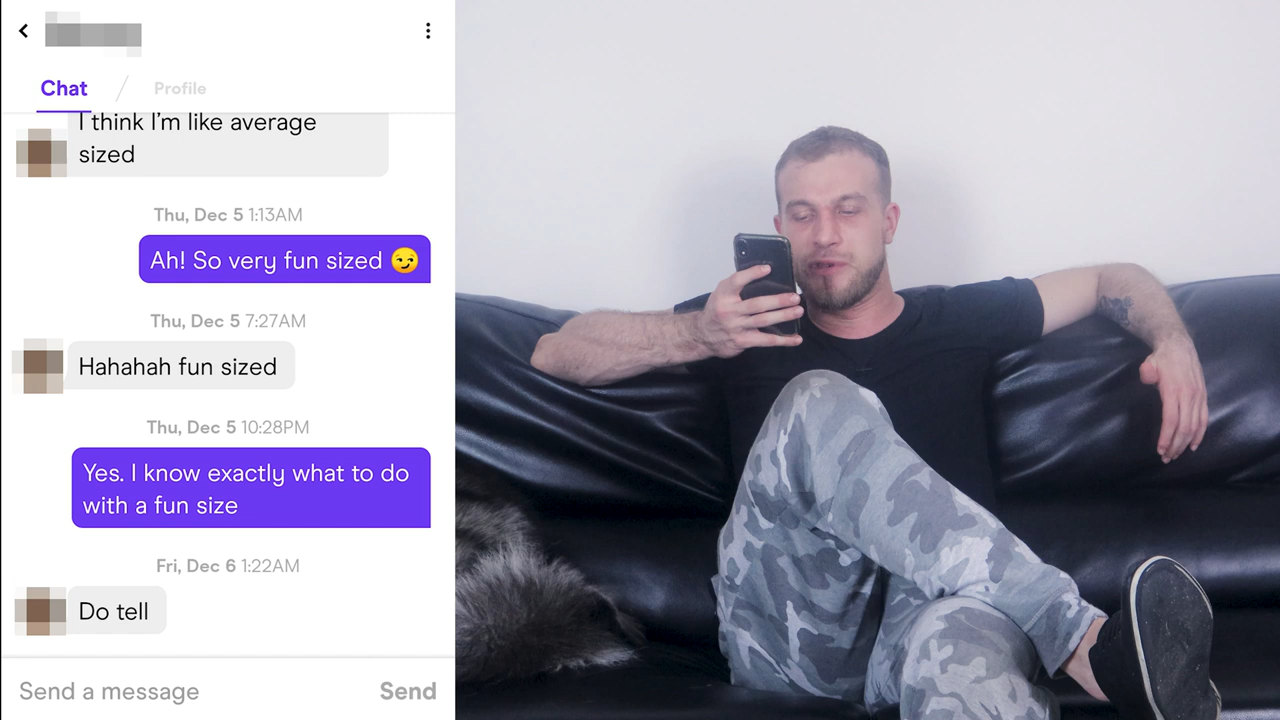 Chat / Profile
I think I'm like average
sized
Thu, Dec 5 1:13AM
Ah! So very fun sized 😏
Thu, Dec 5 7:27AM
Hahahah fun sized
Thu, Dec 5 10:28PM
Yes. I know exactly what to do
with a fun size
Fri, Dec 6 1:22AM
Do tell
Send a message Send